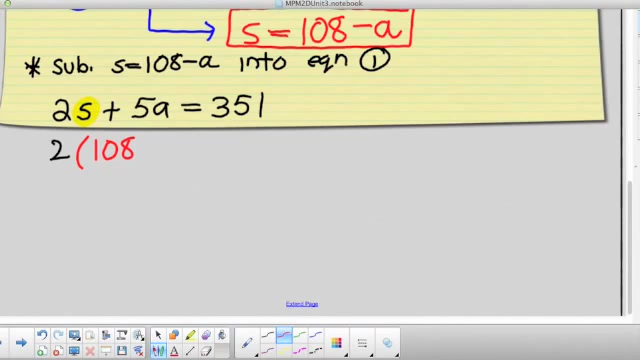 MPM2DUnit3.notebook
s = 108 - a
* sub. s = 108 - a into eqn ①
2s + 5a = 351
2(108
Extend Page